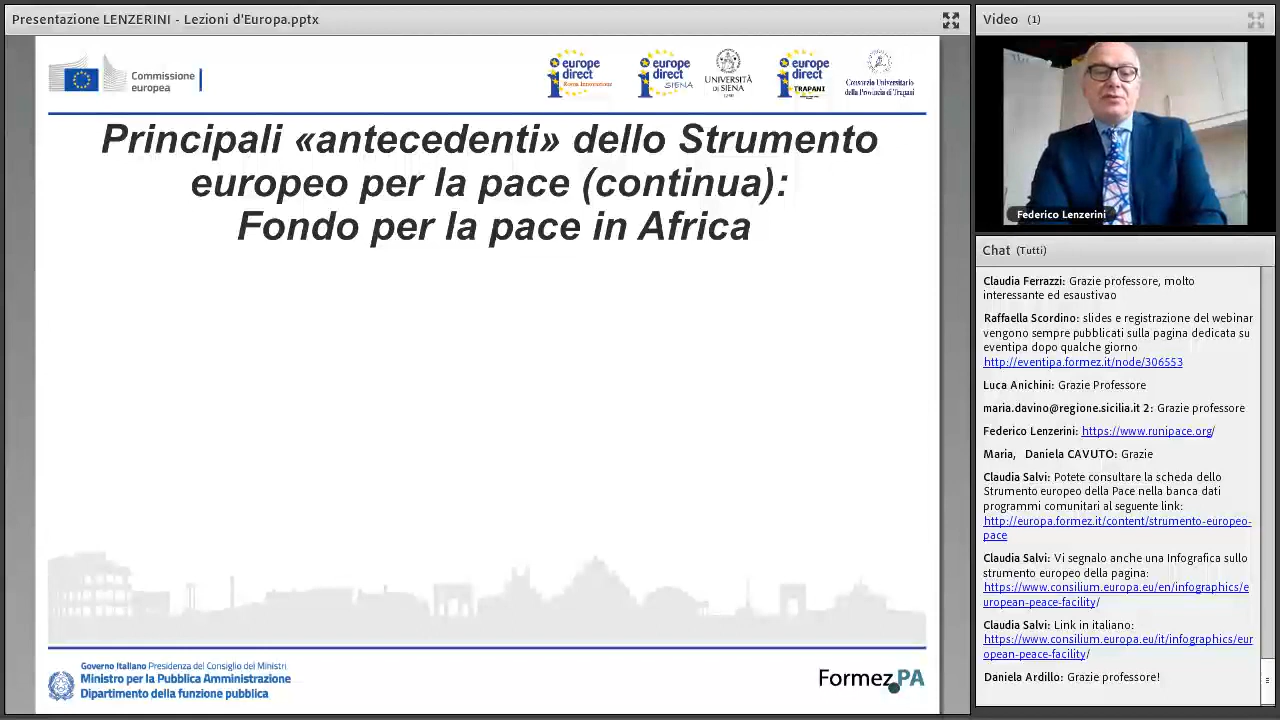 Presentazione LENZERINI - Lezioni d'Europa.pptx
Commissione
europea
europe
direct
Roma Innovazione
europe
direct
SIENA
UNIVERSITÀ
DI SIENA
1240
europe
direct
TRAPANI
Consorzio Universitario
della Provincia di Trapani
Principali «antecedenti» dello Strumento
europeo per la pace (continua):
Fondo per la pace in Africa
Governo Italiano Presidenza del Consiglio dei Ministri
Ministro per la Pubblica Amministrazione
Dipartimento della funzione pubblica
Formez.PA
Video (1)
Federico Lenzerini
Chat (Tutti)
Claudia Ferrazzi: Grazie professore, molto
interessante ed esaustivao
Raffaella Scordino: slides e registrazione del webinar
vengono sempre pubblicati sulla pagina dedicata su
eventipa dopo qualche giorno
http://eventipa.formez.it/node/306553
Luca Anichini: Grazie Professore
maria.davino@regione.sicilia.it 2: Grazie professore
Federico Lenzerini: https://www.runipace.org/
Maria, Daniela CAVUTO: Grazie
Claudia Salvi: Potete consultare la scheda dello
Strumento europeo della Pace nella banca dati
programmi comunitari al seguente link:
http://europa.formez.it/content/strumento-europeo-
pace
Claudia Salvi: Vi segnalo anche una Infografica sullo
strumento europeo della pagina:
https://www.consilium.europa.eu/en/infographics/e
uropean-peace-facility/
Claudia Salvi: Link in italiano:
https://www.consilium.europa.eu/it/infographics/eur
opean-peace-facility/
Daniela Ardillo: Grazie professore!